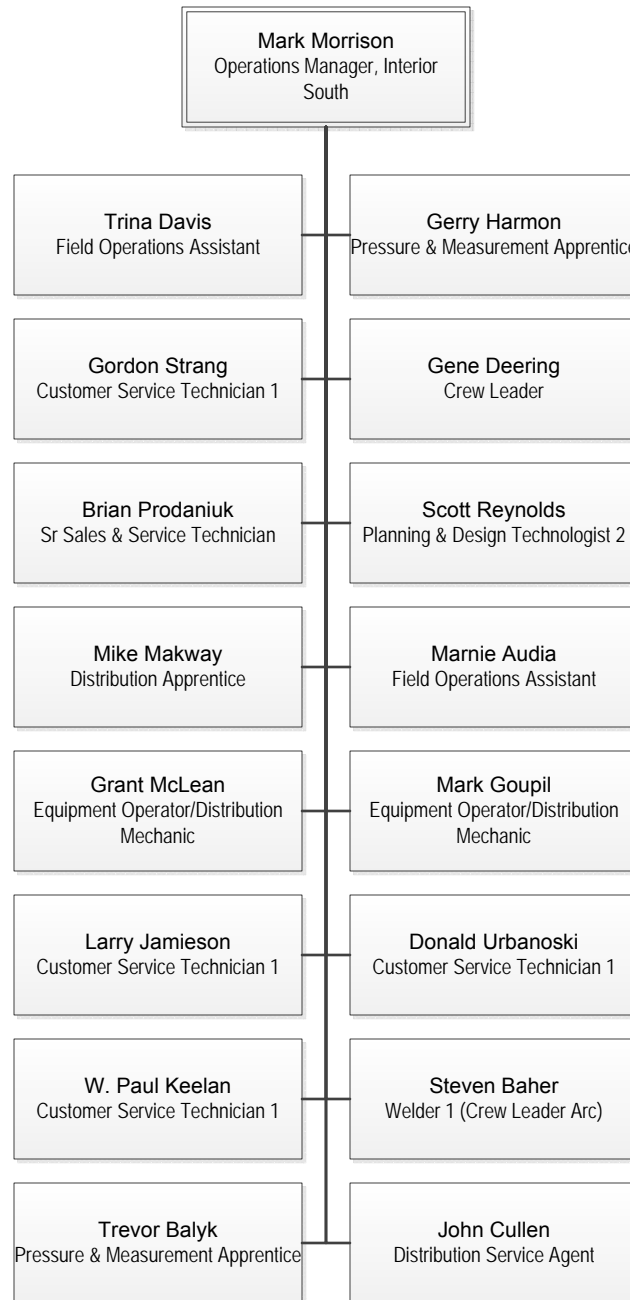 Mark Morrison
Operations Manager, Interior
South
Trina Davis
Field Operations Assistant
Gerry Harmon
Pressure & Measurement Apprentice
Gordon Strang
Customer Service Technician 1
Gene Deering
Crew Leader
Brian Prodaniuk
Sr Sales & Service Technician
Scott Reynolds
Planning & Design Technologist 2
Mike Makway
Distribution Apprentice
Marnie Audia
Field Operations Assistant
Grant McLean
Equipment Operator/Distribution
Mechanic
Mark Goupil
Equipment Operator/Distribution
Mechanic
Larry Jamieson
Customer Service Technician 1
Donald Urbanoski
Customer Service Technician 1
W. Paul Keelan
Customer Service Technician 1
Steven Baher
Welder 1 (Crew Leader Arc)
Trevor Balyk
Pressure & Measurement Apprentice
John Cullen
Distribution Service Agent